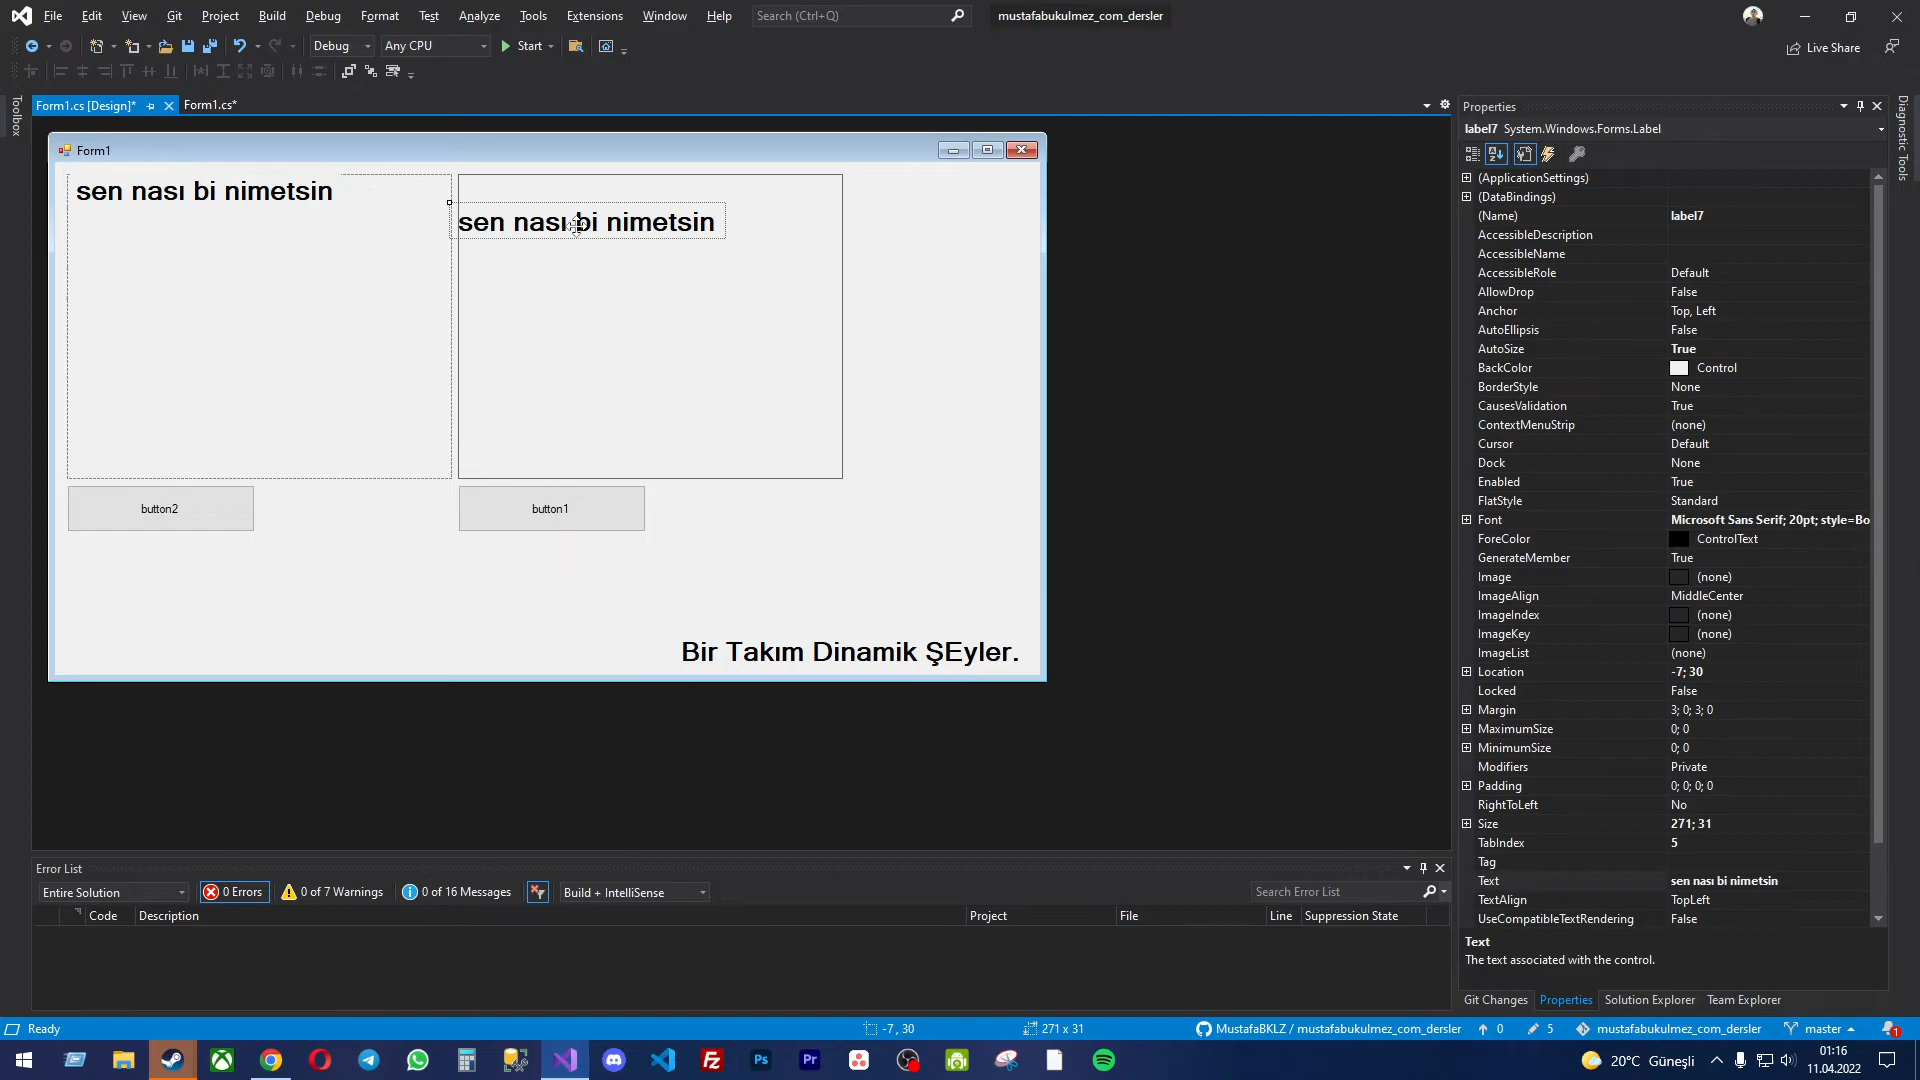 File Edit View Git Project Build Debug Format Test Analyze Tools Extensions Window Help Search (Ctrl+Q) mustafabukulmez_com_dersler
Debug Any CPU Start Live Share
Toolbox
Form1.cs [Design]* Form1.cs*
Form1
sen nası bi nimetsin
sen nası bi nimetsin
button2 button1
Bir Takım Dinamik ŞEyler.
Properties
label7 System.Windows.Forms.Label
(ApplicationSettings)
(DataBindings)
(Name) label7
AccessibleDescription
AccessibleName
AccessibleRole Default
AllowDrop False
Anchor Top, Left
AutoEllipsis False
AutoSize True
BackColor Control
BorderStyle None
CausesValidation True
ContextMenuStrip (none)
Cursor Default
Dock None
Enabled True
FlatStyle Standard
Font Microsoft Sans Serif; 20pt; style=Bo
ForeColor ControlText
GenerateMember True
Image (none)
ImageAlign MiddleCenter
ImageIndex (none)
ImageKey (none)
ImageList (none)
Location -7; 30
Locked False
Margin 3; 0; 3; 0
MaximumSize 0; 0
MinimumSize 0; 0
Modifiers Private
Padding 0; 0; 0; 0
RightToLeft No
Size 271; 31
TabIndex 5
Tag
Text sen nası bi nimetsin
TextAlign TopLeft
UseCompatibleTextRendering False
Text
The text associated with the control.
Git Changes Properties Solution Explorer Team Explorer
Diagnostic Tools
Error List
Entire Solution 0 Errors 0 of 7 Warnings 0 of 16 Messages Build + IntelliSense Search Error List
Code Description Project File Line Suppression State
Ready -7 , 30 271 x 31 MustafaBKLZ / mustafabukulmez_com_dersler 0 5 mustafabukulmez_com_dersler master 1
Fz Ps Pr 20°C Güneşli 01:16
11.04.2022